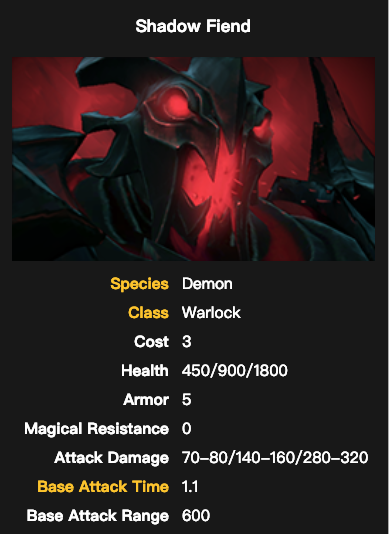 Shadow Fiend
Species Demon
Class Warlock
Cost 3
Health 450/900/1800
Armor 5
Magical Resistance 0
Attack Damage 70–80/140–160/280–320
Base Attack Time 1.1
Base Attack Range 600